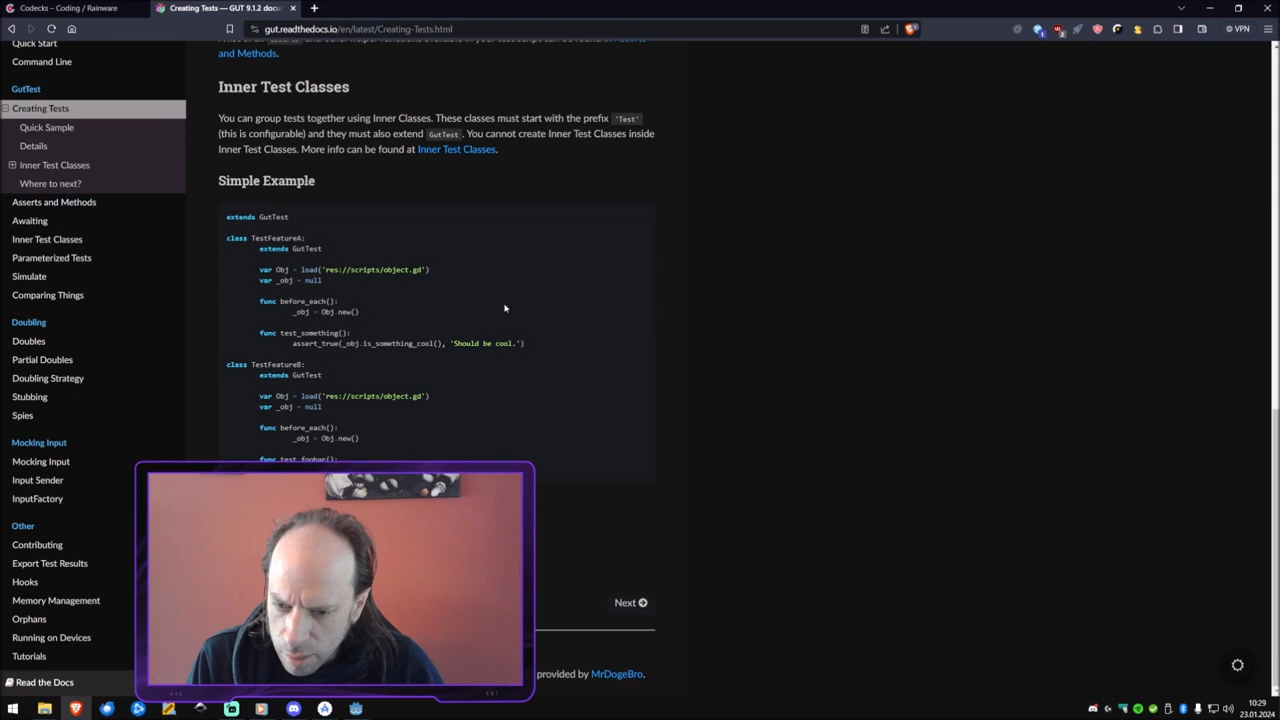 Codecks – Coding / Rainware
Creating Tests — GUT 9.1.2 docu
gut.readthedocs.io/en/latest/Creating-Tests.html
VPN
Quick Start
Command Line
GutTest
Creating Tests
Quick Sample
Details
Inner Test Classes
Where to next?
Asserts and Methods
Awaiting
Inner Test Classes
Parameterized Tests
Simulate
Comparing Things
Doubling
Doubles
Partial Doubles
Doubling Strategy
Stubbing
Spies
Mocking Input
Mocking Input
Input Sender
InputFactory
Other
Contributing
Export Test Results
Hooks
Memory Management
Orphans
Running on Devices
Tutorials
Read the Docs
and Methods.
Inner Test Classes
You can group tests together using Inner Classes. These classes must start with the prefix 'Test'
(this is configurable) and they must also extend GutTest. You cannot create Inner Test Classes inside
Inner Test Classes. More info can be found at Inner Test Classes.
Simple Example
extends GutTest
class TestFeatureA:
extends GutTest
var Obj = load('res://scripts/object.gd')
var _obj = null
func before_each():
_obj = Obj.new()
func test_something():
assert_true(_obj.is_something_cool(), 'Should be cool.')
class TestFeatureB:
extends GutTest
var Obj = load('res://scripts/object.gd')
var _obj = null
func before_each():
_obj = Obj.new()
func test_foobar():
Next
provided by MrDogeBro.
10:29
23.01.2024